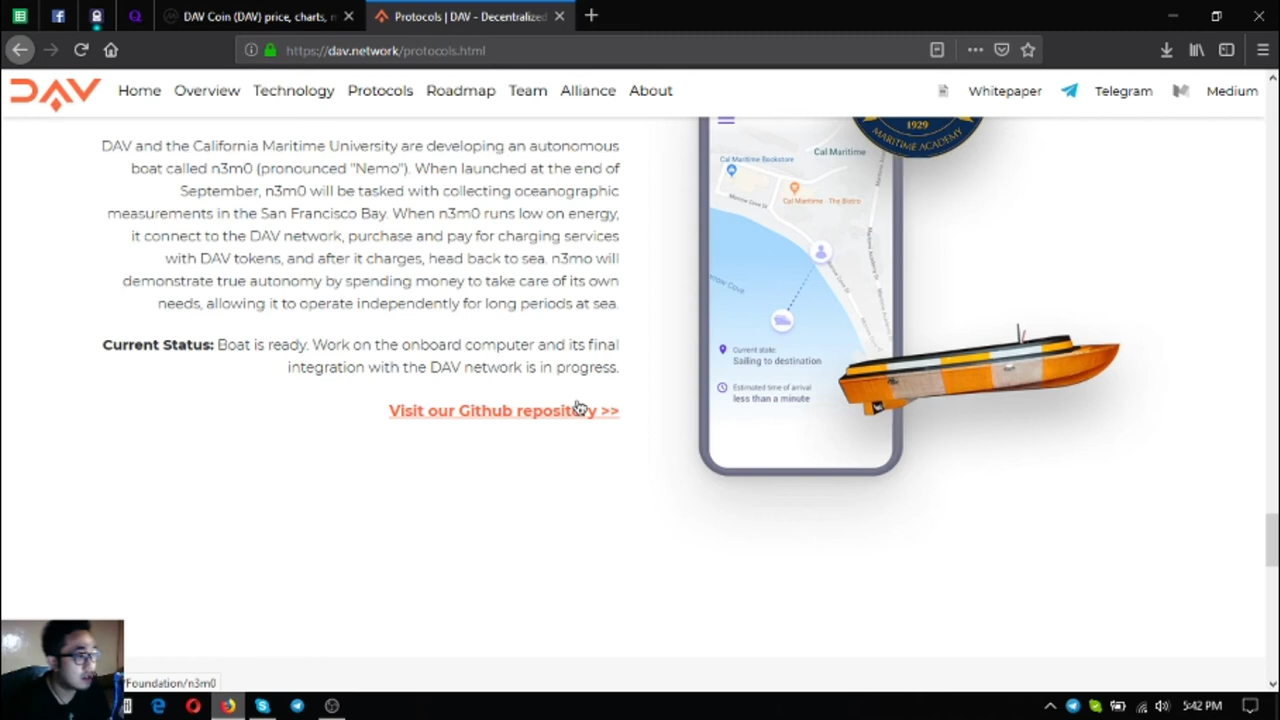 DAV Coin (DAV) price, charts, m
Protocols | DAV - Decentralized
https://dav.network/protocols.html
DAV
Home
Overview
Technology
Protocols
Roadmap
Team
Alliance
About
Whitepaper
Telegram
Medium
DAV and the California Maritime University are developing an autonomous
boat called n3m0 (pronounced "Nemo"). When launched at the end of
September, n3m0 will be tasked with collecting oceanographic
measurements in the San Francisco Bay. When n3m0 runs low on energy,
it connect to the DAV network, purchase and pay for charging services
with DAV tokens, and after it charges, head back to sea. n3mo will
demonstrate true autonomy by spending money to take care of its own
needs, allowing it to operate independently for long periods at sea.
Current Status: Boat is ready. Work on the onboard computer and its final
integration with the DAV network is in progress.
Visit our Github repository >>
1929
MARITIME ACADEMY
Cal Maritime
Cal Maritime Bookstore
Cal Maritime - The Bistro
Current state:
Sailing to destination
Estimated time of arrival
less than a minute
Foundation/n3m0
5:42 PM